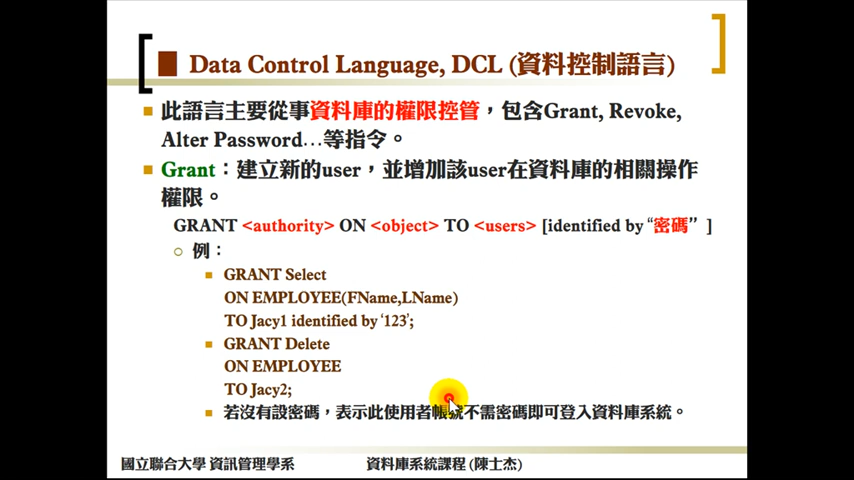 Data Control Language, DCL (資料控制語言)
此語言主要從事資料庫的權限控管，包含Grant, Revoke,
Alter Password…等指令。
Grant：建立新的user，並增加該user在資料庫的相關操作
權限。
GRANT <authority> ON <object> TO <users> [identified by “密碼” ]
例：
GRANT Select
ON EMPLOYEE(FName,LName)
TO Jacy1 identified by ‘123’;
GRANT Delete
ON EMPLOYEE
TO Jacy2;
若沒有設密碼，表示此使用者帳號不需密碼即可登入資料庫系統。
國立聯合大學 資訊管理學系 資料庫系統課程 (陳士杰)